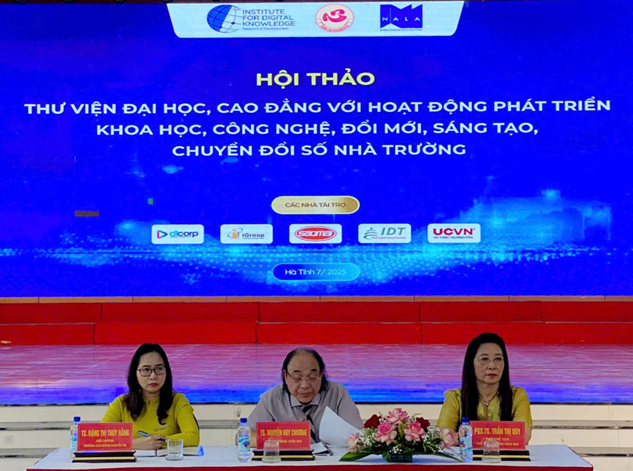 INSTITUTE
FOR DIGITAL
KNOWLEDGE
NALA
HỘI THẢO
THƯ VIỆN ĐẠI HỌC, CAO ĐẲNG VỚI HOẠT ĐỘNG PHÁT TRIỂN
KHOA HỌC, CÔNG NGHỆ, ĐỔI MỚI, SÁNG TẠO,
CHUYỂN ĐỔI SỐ NHÀ TRƯỜNG
CÁC NHÀ TÀI TRỢ
dlcorp
iGroup
saomai
IDT
UCVN
Hà Tĩnh 7/ 2025
TS. ĐẶNG THỊ THÚY HẰNG
TS. NGUYỄN HUY CHƯƠNG
PGS.TS. TRẦN THỊ QUÝ